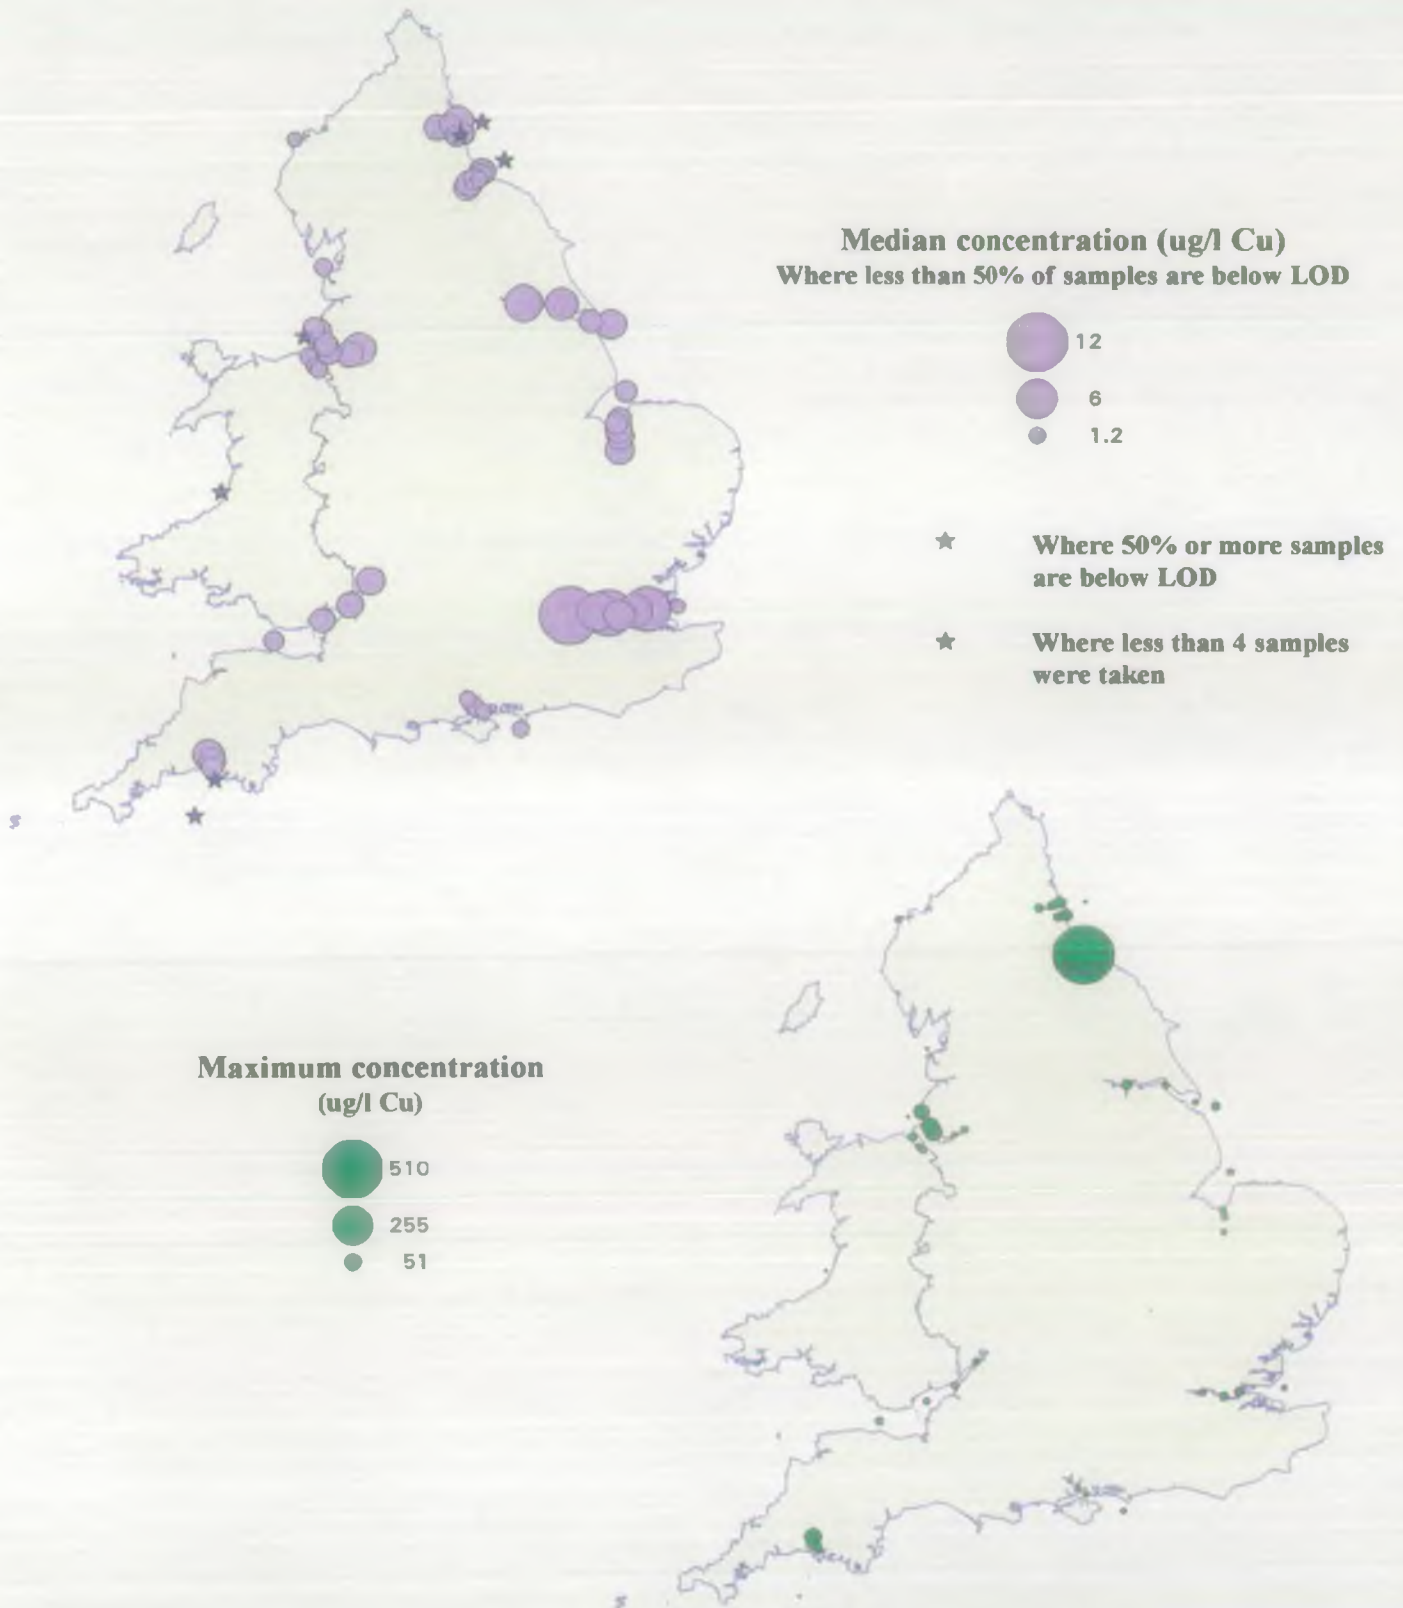 Median concentration (ug/l Cu)
Where less than 50% of samples are below LOD
12
6
1.2
Where 50% or more samples
are below LOD
Where less than 4 samples
were taken
Maximum concentration
(ug/l Cu)
510
255
51